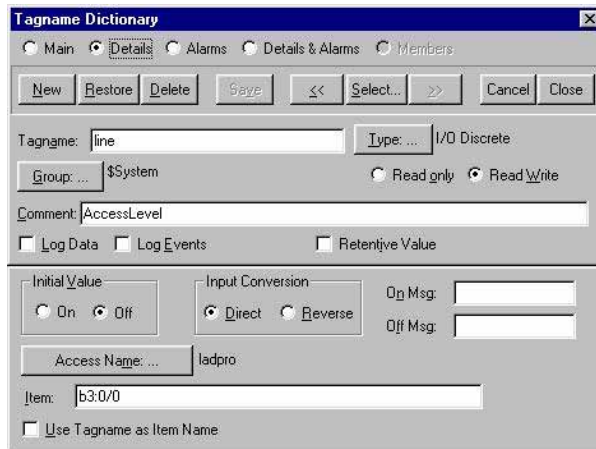 Tagname Dictionary
Main Details Alarms Details & Alarms Members
New Restore Delete Save << Select... >> Cancel Close
Tagname: line Type: ... I/O Discrete
Group: ... $System Read only Read Write
Comment: AccessLevel
Log Data Log Events Retentive Value
Initial Value Input Conversion On Msg:
On Off Direct Reverse Off Msg:
Access Name: ... ladpro
Item: b3:0/0
Use Tagname as Item Name